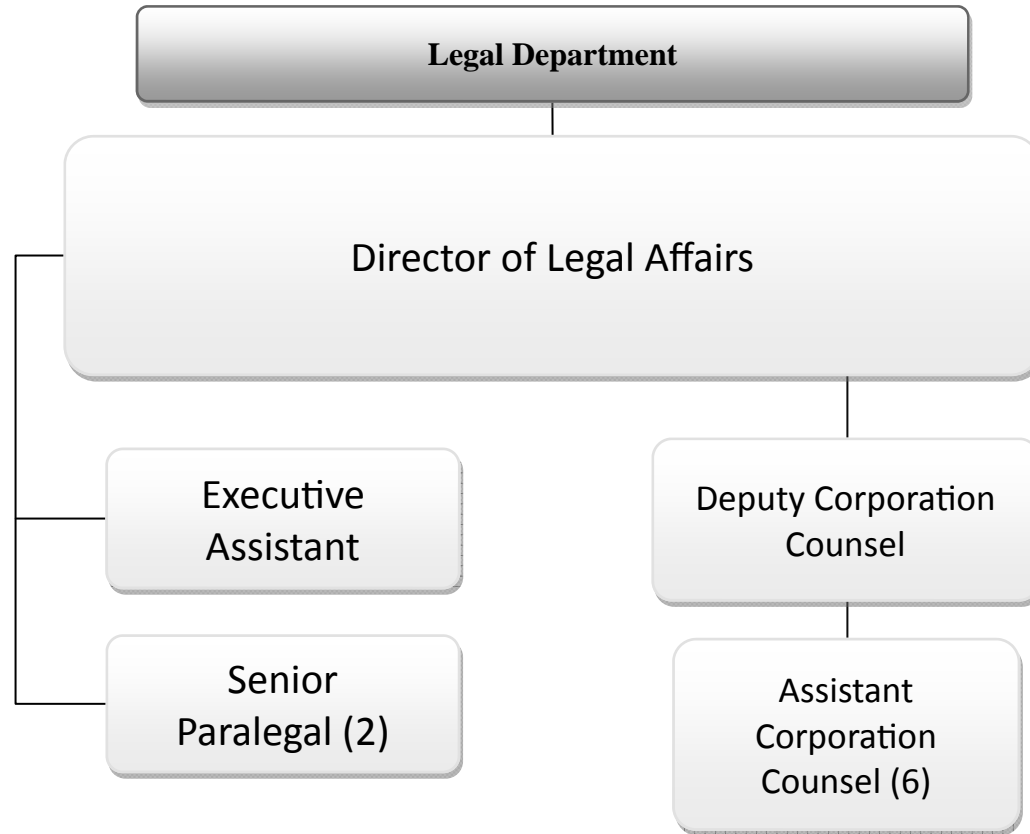 Legal Department
Director of Legal Affairs
Executive
Assistant
Deputy Corporation
Counsel
Senior
Paralegal (2)
Assistant
Corporation
Counsel (6)